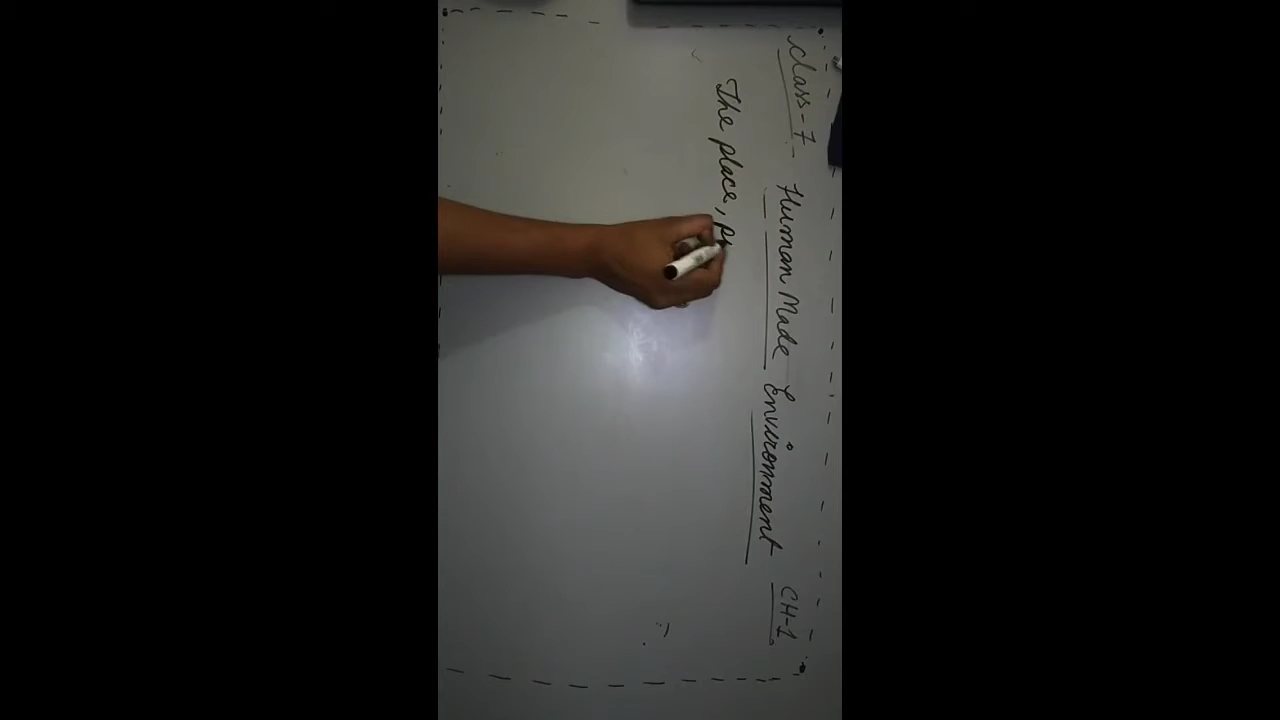 Class-7 :- Human Made Environment CH-1
The place, p